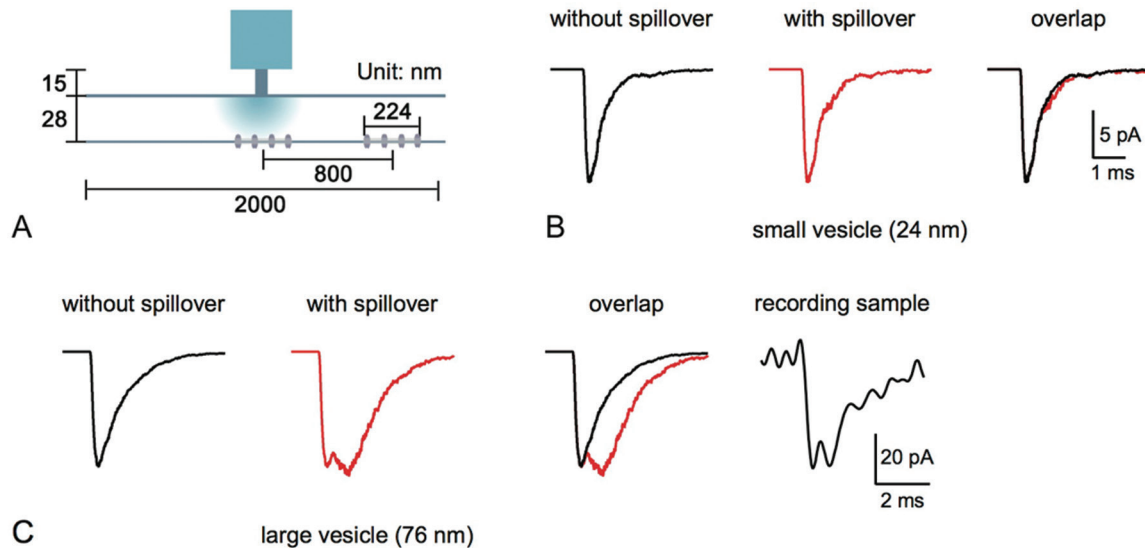 Unit: nm
15
28
224
800
2000
A
without spillover
with spillover
overlap
5 pA
1 ms
B
small vesicle (24 nm)
without spillover
with spillover
overlap
recording sample
20 pA
2 ms
C
large vesicle (76 nm)